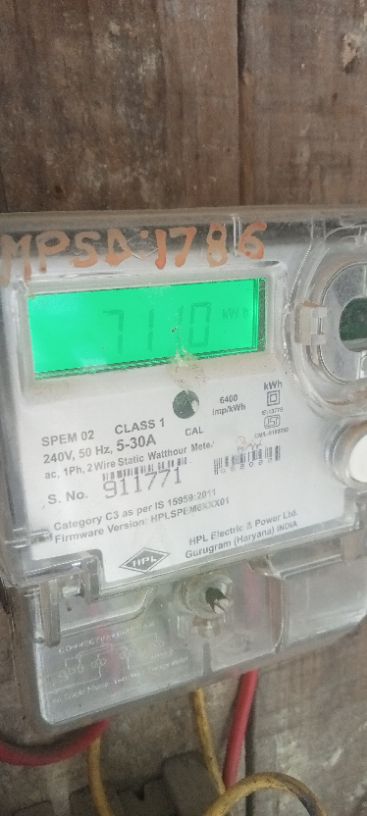 MPSD:1786
7110 kWh
6400 imp/kWh
kWh
SPEM 02 CLASS 1
CAL
240V, 50 Hz, 5-30A
ac, 1Ph, 2 Wire Static Watthour Meter
S. No. 911771
Category C3 as per IS 15959:2011
Firmware Version:
HPL Electric & Power Ltd.
Gurugram (Haryana) INDIA
HPL